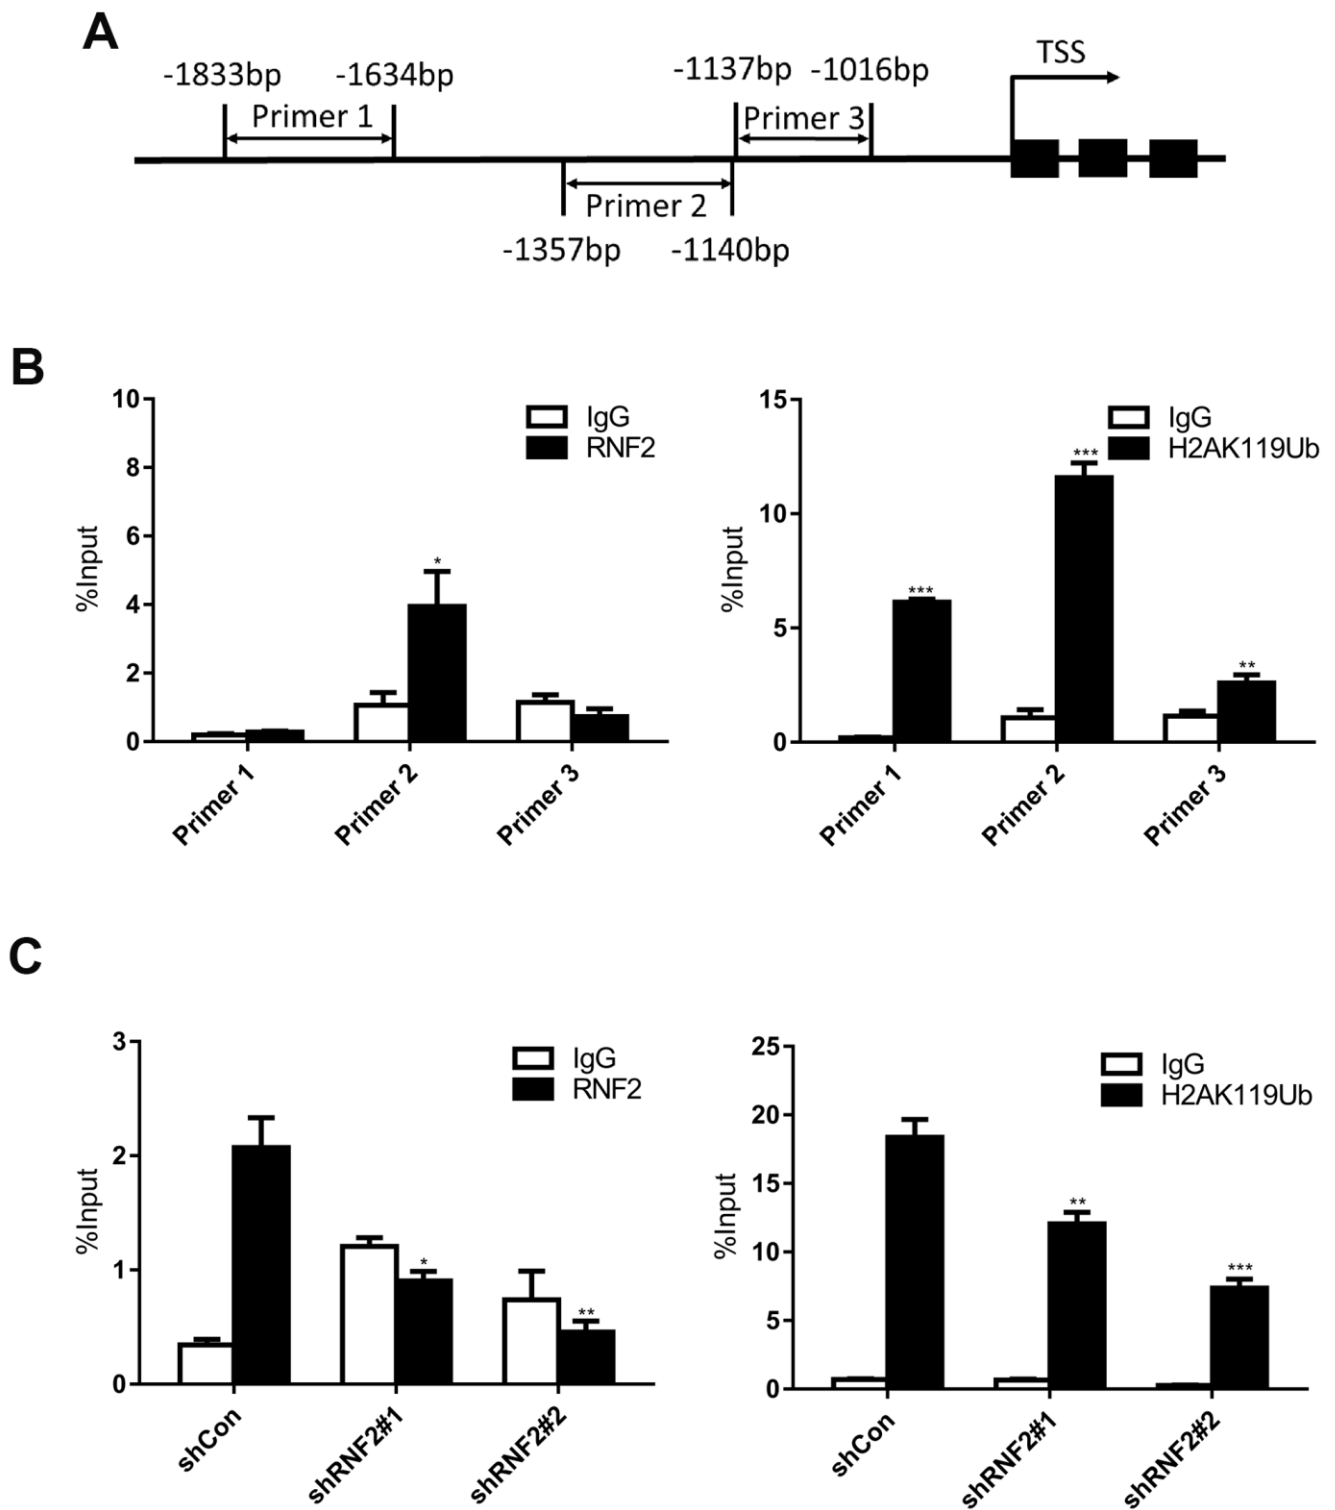 A
-1833bp -1634bp -1137bp -1016bp TSS
Primer 1 Primer 3
Primer 2
-1357bp -1140bp
B
10
8
6
4
2
0
%Input
IgG
RNF2
*
Primer 1 Primer 2 Primer 3
15
10
5
0
%Input
IgG
H2AK119Ub
*** *** **
Primer 1 Primer 2 Primer 3
C
3
2
1
0
%Input
IgG
RNF2
* **
shCon shRNF2#1 shRNF2#2
25
20
15
10
5
0
%Input
IgG
H2AK119Ub
** ***
shCon shRNF2#1 shRNF2#2